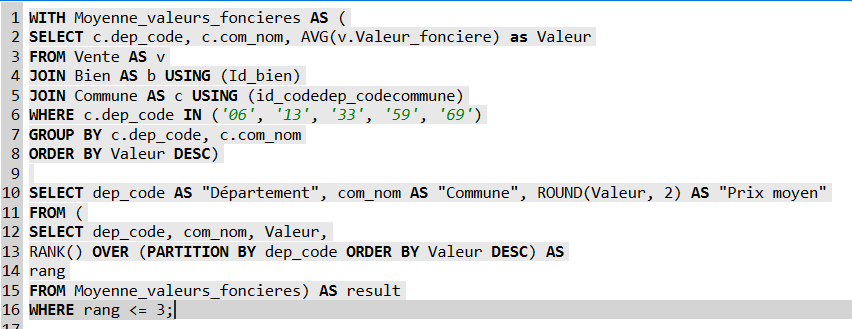 1 WITH Moyenne_valeurs_foncieres AS (
2 SELECT c.dep_code, c.com_nom, AVG(v.Valeur_fonciere) as Valeur
3 FROM Vente AS v
4 JOIN Bien AS b USING (Id_bien)
5 JOIN Commune AS c USING (id_codedep_codecommune)
6 WHERE c.dep_code IN ('06', '13', '33', '59', '69')
7 GROUP BY c.dep_code, c.com_nom
8 ORDER BY Valeur DESC)
9
10 SELECT dep_code AS "Département", com_nom AS "Commune", ROUND(Valeur, 2) AS "Prix moyen"
11 FROM (
12 SELECT dep_code, com_nom, Valeur,
13 RANK() OVER (PARTITION BY dep_code ORDER BY Valeur DESC) AS
14 rang
15 FROM Moyenne_valeurs_foncieres) AS result
16 WHERE rang <= 3;
17